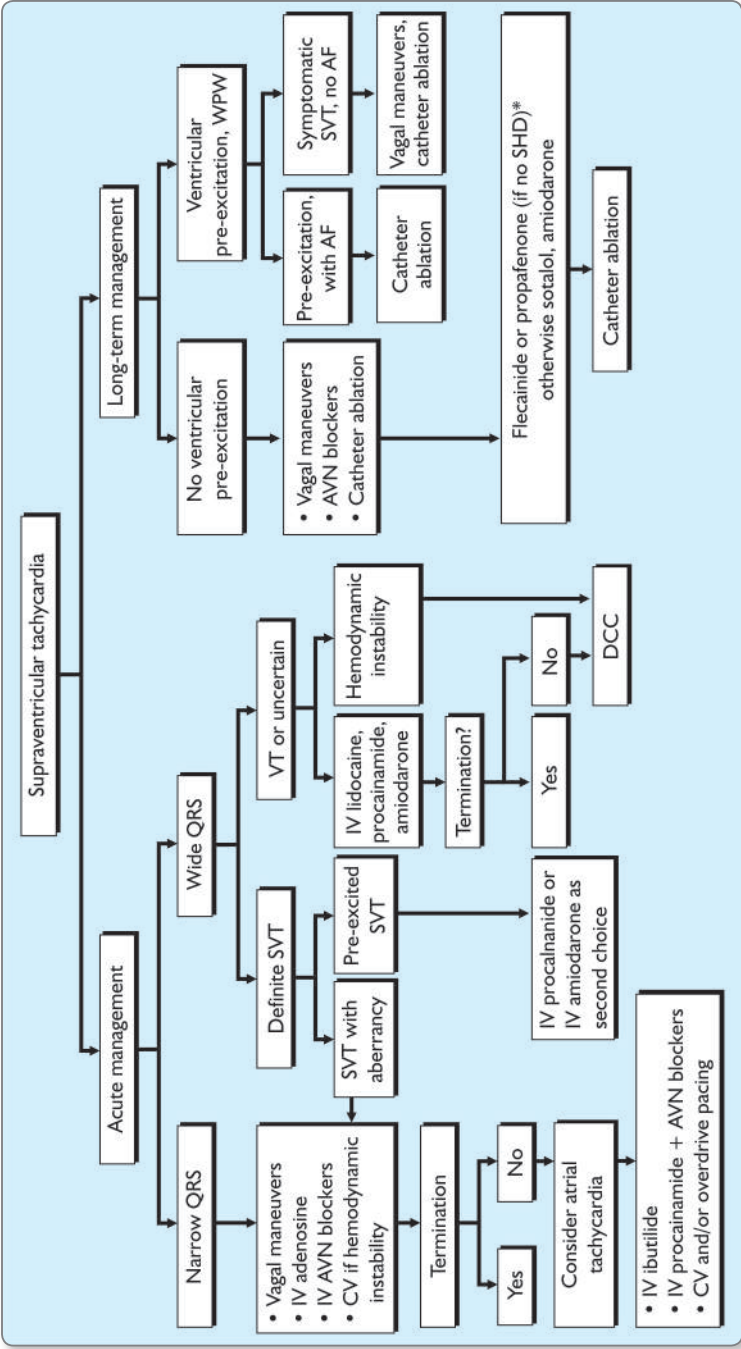 Supraventricular tachycardia
Acute management
Long-term management
Narrow QRS
Wide QRS
No ventricular
pre-excitation
Ventricular
pre-excitation, WPW
Definite SVT
VT or uncertain
• Vagal maneuvers
• IV adenosine
• IV AVN blockers
• CV if hemodynamic
instability
SVT with
aberrancy
Pre-excited
SVT
IV lidocaine,
procainamide,
amiodarone
Hemodynamic
instability
• Vagal maneuvers
• AVN blockers
• Catheter ablation
Pre-excitation,
with AF
Symptomatic
SVT, no AF
Termination
Termination?
Catheter
ablation
Vagal maneuvers,
catheter ablation
Yes
No
Yes
No
Consider atrial
tachycardia
IV procalnanide or
IV amiodarone as
second choice
DCC
Flecainide or propafenone (if no SHD)*
otherwise sotalol, amiodarone
• IV ibutilide
• IV procainamide + AVN blockers
• CV and/or overdrive pacing
Catheter ablation